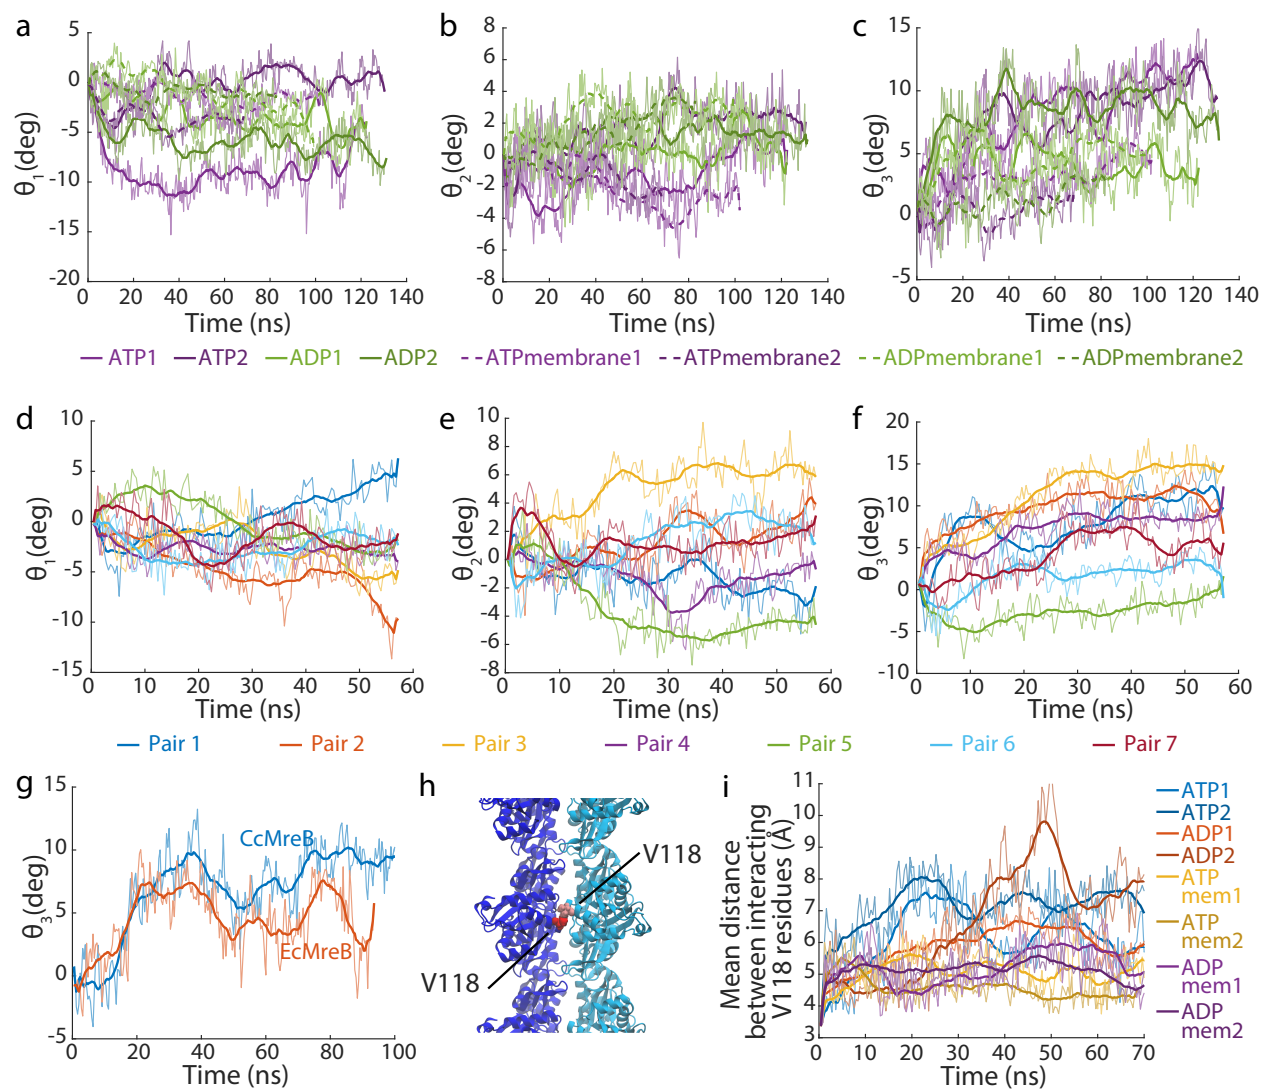 a
5
0
-5
-10
-15
-20
θ1(deg)
0 20 40 60 80 100 120 140
Time (ns)
b
8
6
4
2
0
-2
-4
-6
-8
θ2(deg)
0 20 40 60 80 100 120 140
Time (ns)
c
15
10
5
0
-5
θ3(deg)
0 20 40 60 80 100 120 140
Time (ns)
ATP1 ATP2 ADP1 ADP2 ATPmembrane1 ATPmembrane2 ADPmembrane1 ADPmembrane2
d
10
5
0
-5
-10
-15
θ1(deg)
0 10 20 30 40 50 60
Time (ns)
e
10
8
6
4
2
0
-2
-4
-6
-8
θ2(deg)
0 10 20 30 40 50 60
Time (ns)
f
20
15
10
5
0
-5
-10
θ3(deg)
0 10 20 30 40 50 60
Time (ns)
Pair 1 Pair 2 Pair 3 Pair 4 Pair 5 Pair 6 Pair 7
g
15
10
5
0
-5
θ3(deg)
CcMreB
EcMreB
0 20 40 60 80 100
Time (ns)
h
V118
V118
i
11
10
9
8
7
6
5
4
3
Mean distance
between interacting
V118 residues (Å)
0 10 20 30 40 50 60 70
Time (ns)
ATP1
ATP2
ADP1
ADP2
ATP
mem1
ATP
mem2
ADP
mem1
ADP
mem2